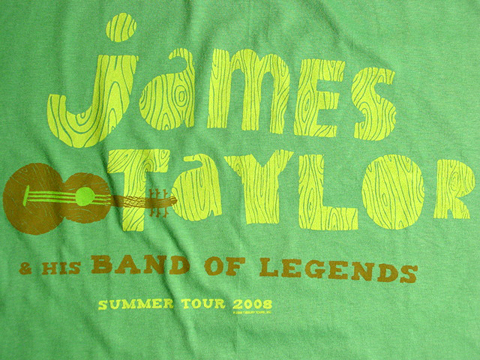 James
Taylor
& HIS BAND OF LEGENDS
SUMMER TOUR 2008